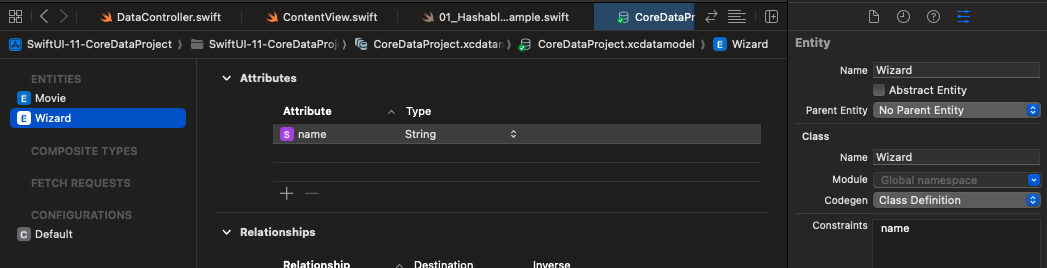 DataController.swift ContentView.swift 01_Hashabl...ample.swift CoreDataPr
SwiftUI-11-CoreDataProject SwiftUI-11-CoreDataProj CoreDataProject.xcdatam CoreDataProject.xcdatamodel E Wizard
ENTITIES
E Movie
E Wizard
COMPOSITE TYPES
FETCH REQUESTS
CONFIGURATIONS
C Default
Attributes
Attribute Type
S name String
Relationships
Relationship Destination Inverse
Entity
Name Wizard
Abstract Entity
Parent Entity No Parent Entity
Class
Name Wizard
Module Global namespace
Codegen Class Definition
Constraints name